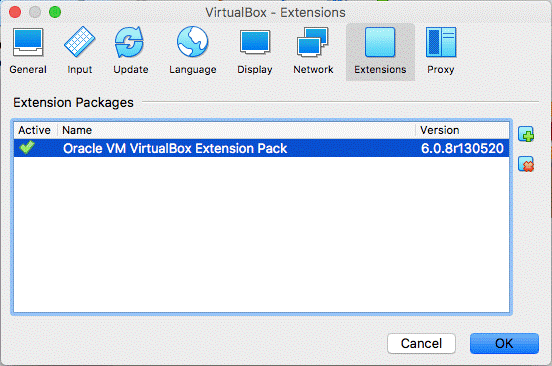 VirtualBox - Extensions
General Input Update Language Display Network Extensions Proxy
Extension Packages
Active Name Version
Oracle VM VirtualBox Extension Pack 6.0.8r130520
Cancel OK